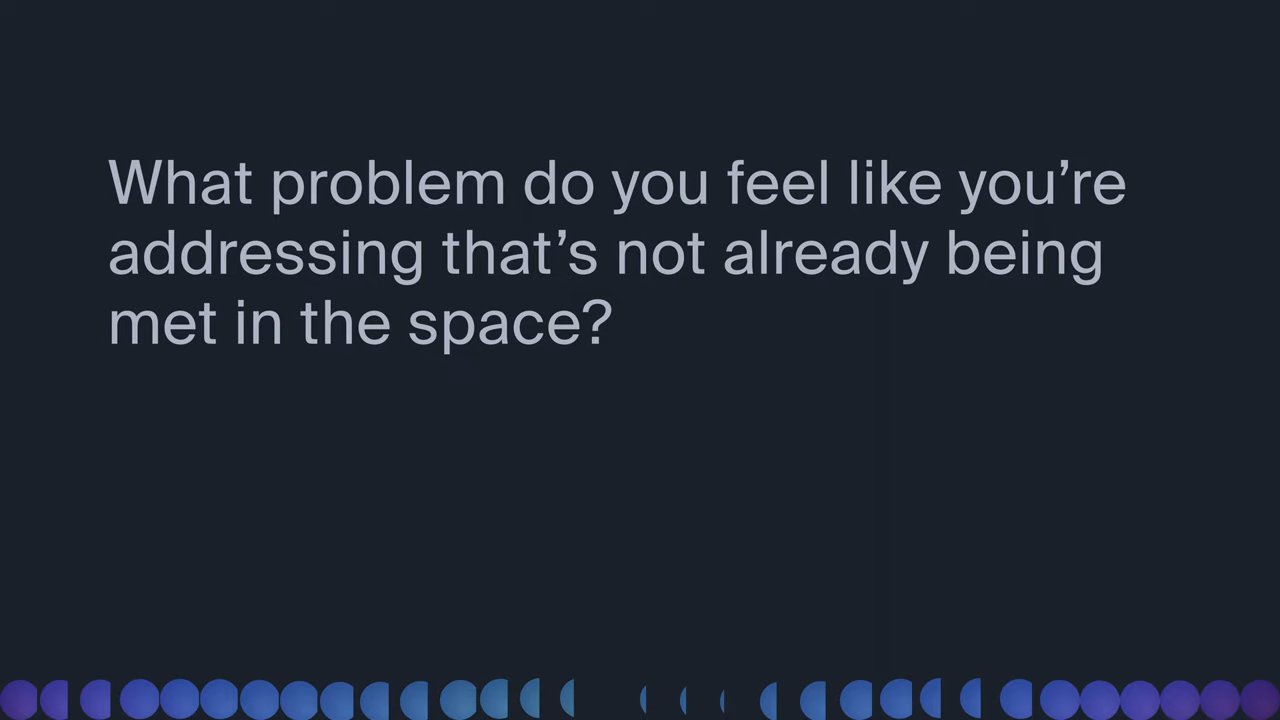 What problem do you feel like you’re
addressing that’s not already being
met in the space?